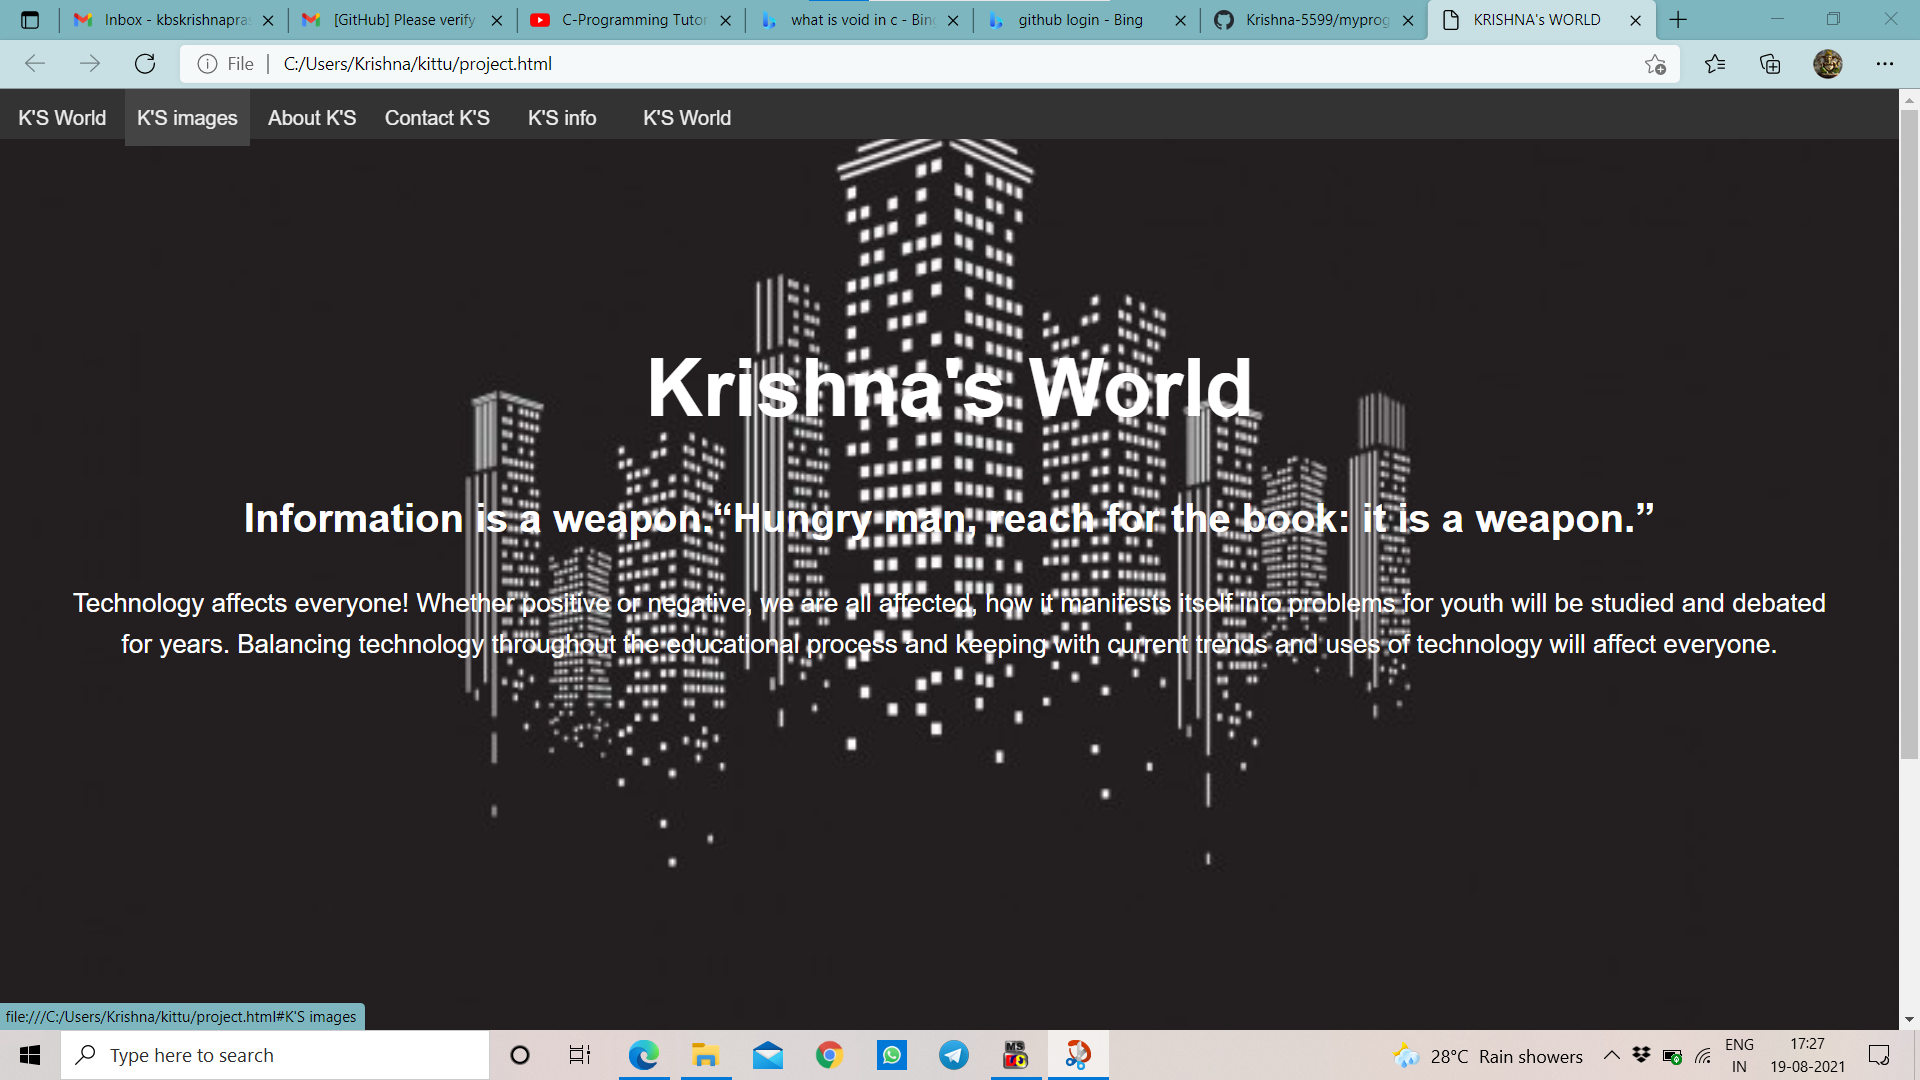 Inbox - kbskrishnapra
[GitHub] Please verify
C-Programming Tutor
what is void in c - Bin
github login - Bing
Krishna-5599/myprog
KRISHNA's WORLD
File
C:/Users/Krishna/kittu/project.html
K'S World
K'S images
About K'S
Contact K'S
K'S info
K'S World
Krishna's World
Information is a weapon.“Hungry man, reach for the book: it is a weapon.”
Technology affects everyone! Whether positive or negative, we are all affected, how it manifests itself into problems for youth will be studied and debated
for years. Balancing technology throughout the educational process and keeping with current trends and uses of technology will affect everyone.
file:///C:/Users/Krishna/kittu/project.html#K'S images
Type here to search
MS
28°C Rain showers
ENG
IN
17:27
19-08-2021